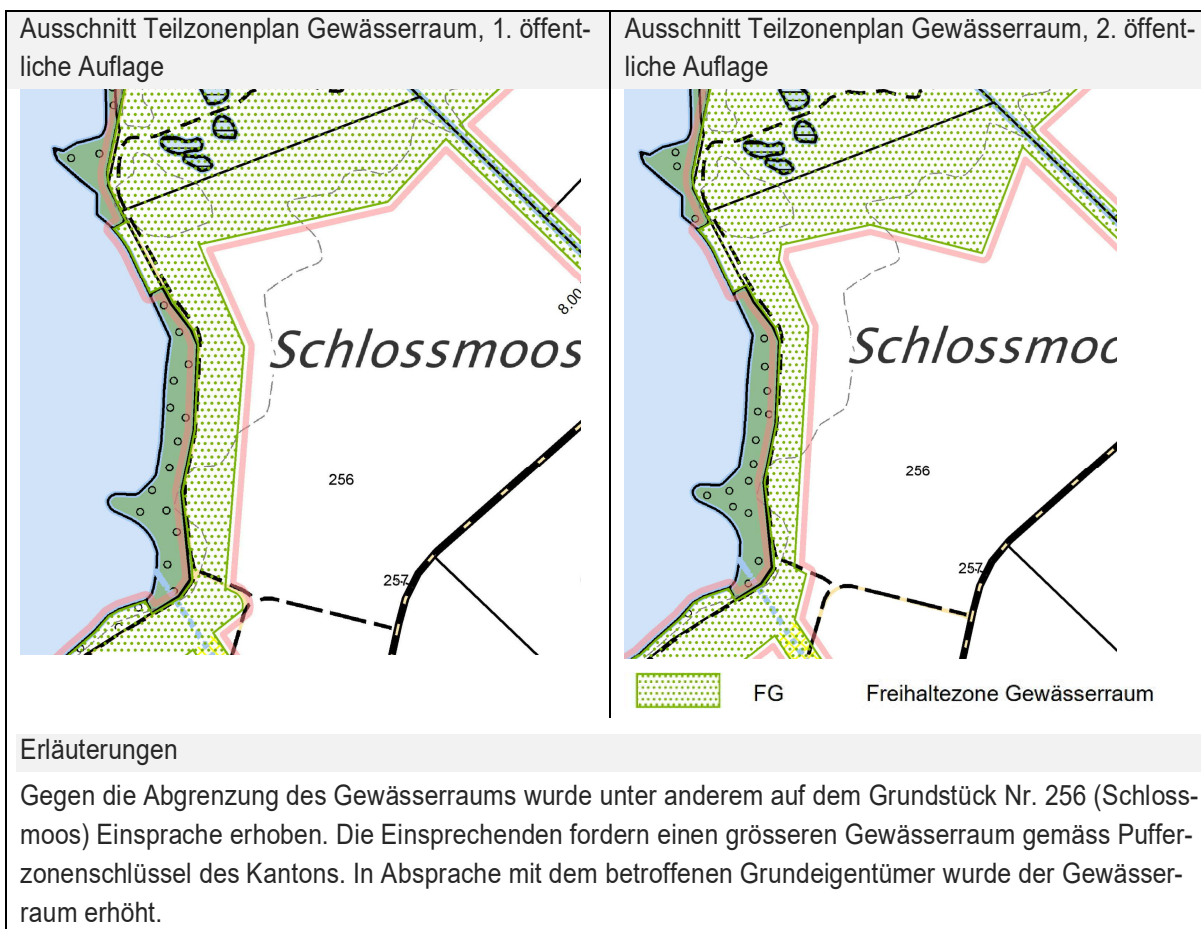 Ausschnitt Teilzonenplan Gewässerraum, 1. öffent-
liche Auflage
Ausschnitt Teilzonenplan Gewässerraum, 2. öffent-
liche Auflage
8.00
Schlossmoos
256
257
Schlossmoc
256
257
FG Freihaltezone Gewässerraum
Erläuterungen
Gegen die Abgrenzung des Gewässerraums wurde unter anderem auf dem Grundstück Nr. 256 (Schloss-
moos) Einsprache erhoben. Die Einsprechenden fordern einen grösseren Gewässerraum gemäss Puffer-
zonenschlüssel des Kantons. In Absprache mit dem betroffenen Grundeigentümer wurde der Gewässer-
raum erhöht.